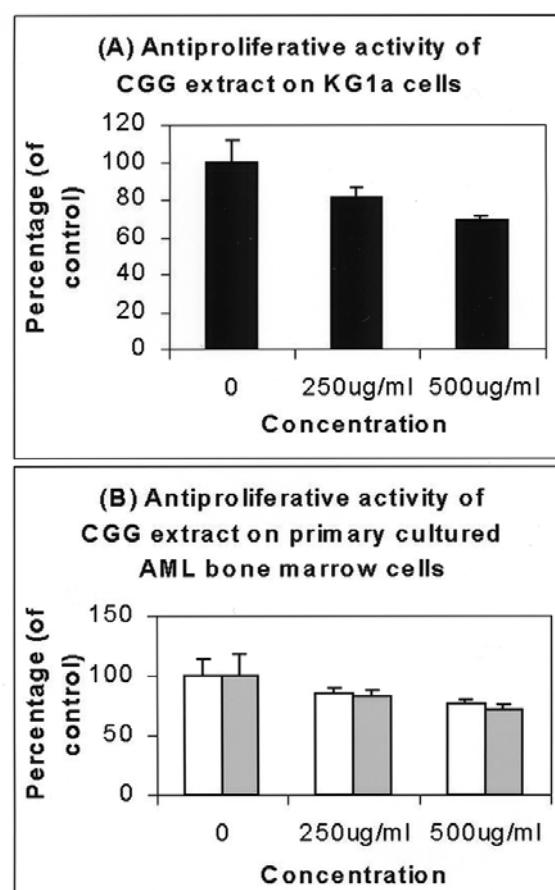 (A) Antiproliferative activity of
CGG extract on KG1a cells
Percentage (of
control)
120
100
80
60
40
20
0
0 250ug/ml 500ug/ml
Concentration
(B) Antiproliferative activity of
CGG extract on primary cultured
AML bone marrow cells
Percentage (of
control)
150
100
50
0
0 250ug/ml 500ug/ml
Concentration